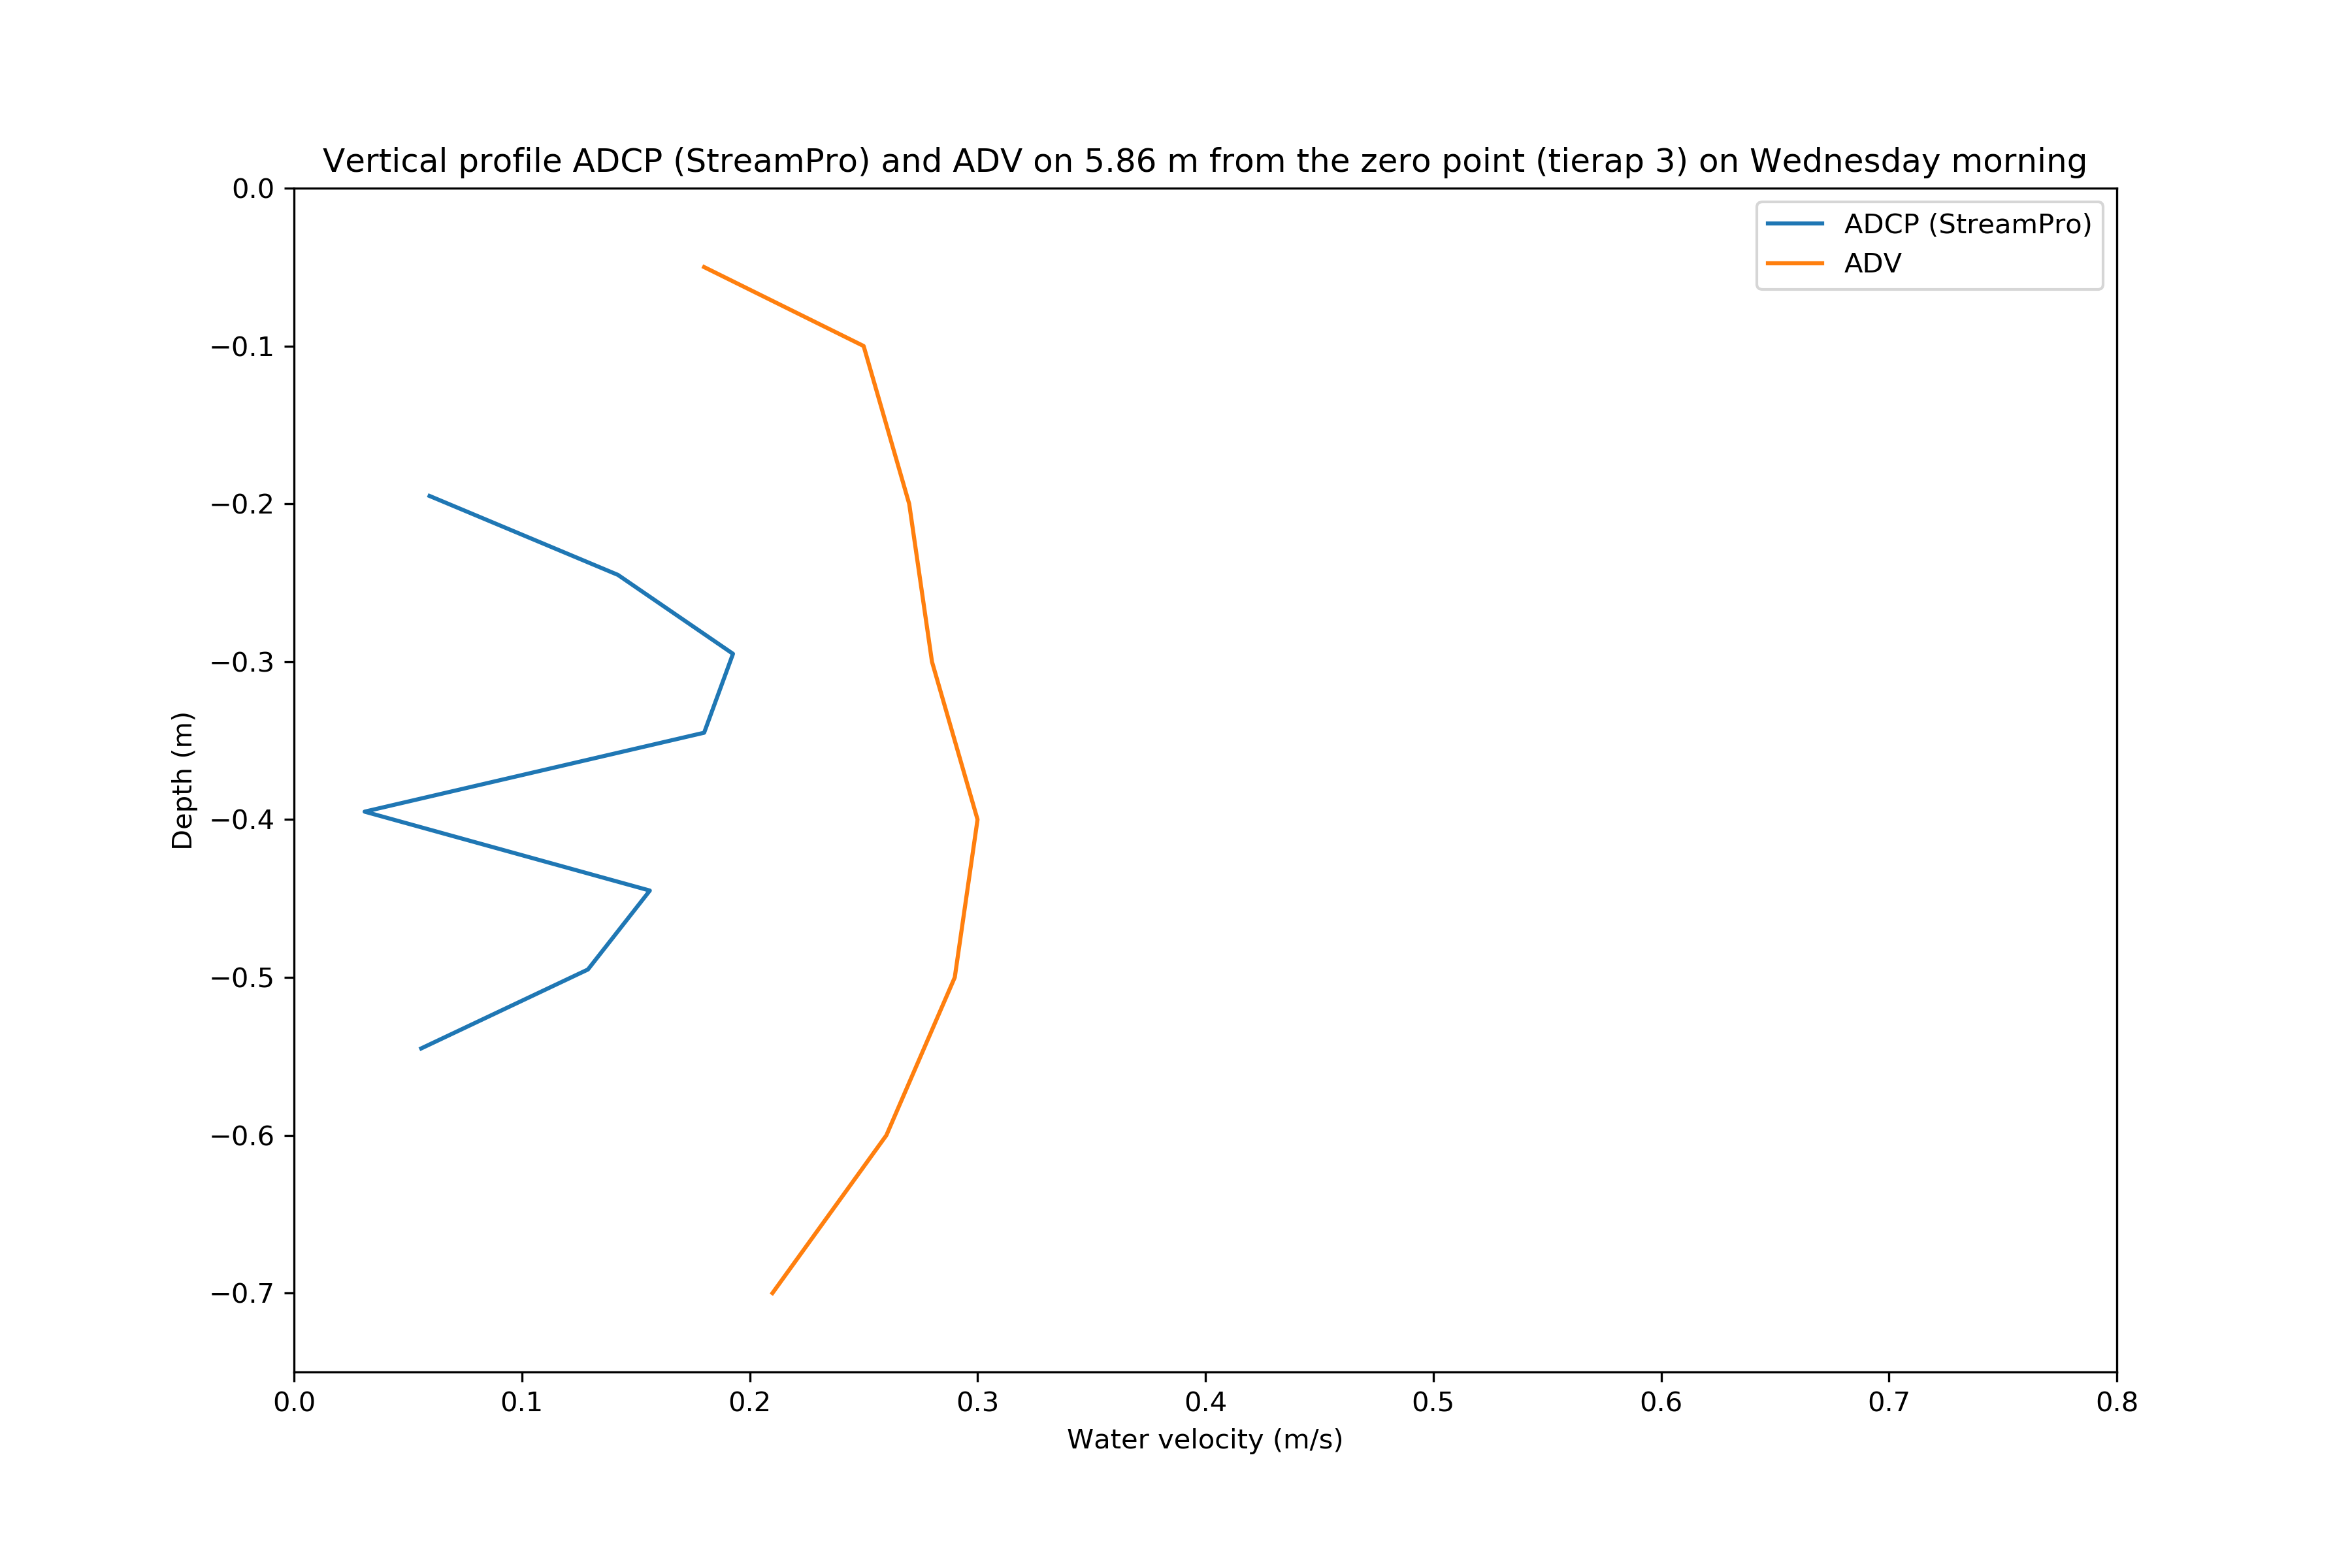 Vertical profile ADCP (StreamPro) and ADV on 5.86 m from the zero point (tierap 3) on Wednesday morning
ADCP (StreamPro)
ADV
0.0
−0.1
−0.2
−0.3
−0.4
−0.5
−0.6
−0.7
Depth (m)
0.0 0.1 0.2 0.3 0.4 0.5 0.6 0.7 0.8
Water velocity (m/s)